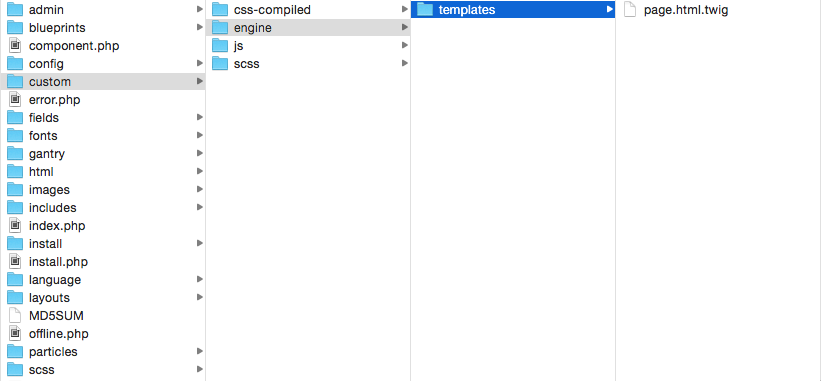 admin
blueprints
component.php
config
custom
error.php
fields
fonts
gantry
html
images
includes
index.php
install
install.php
language
layouts
MD5SUM
offline.php
particles
scss
css-compiled
engine
js
scss
templates
page.html.twig